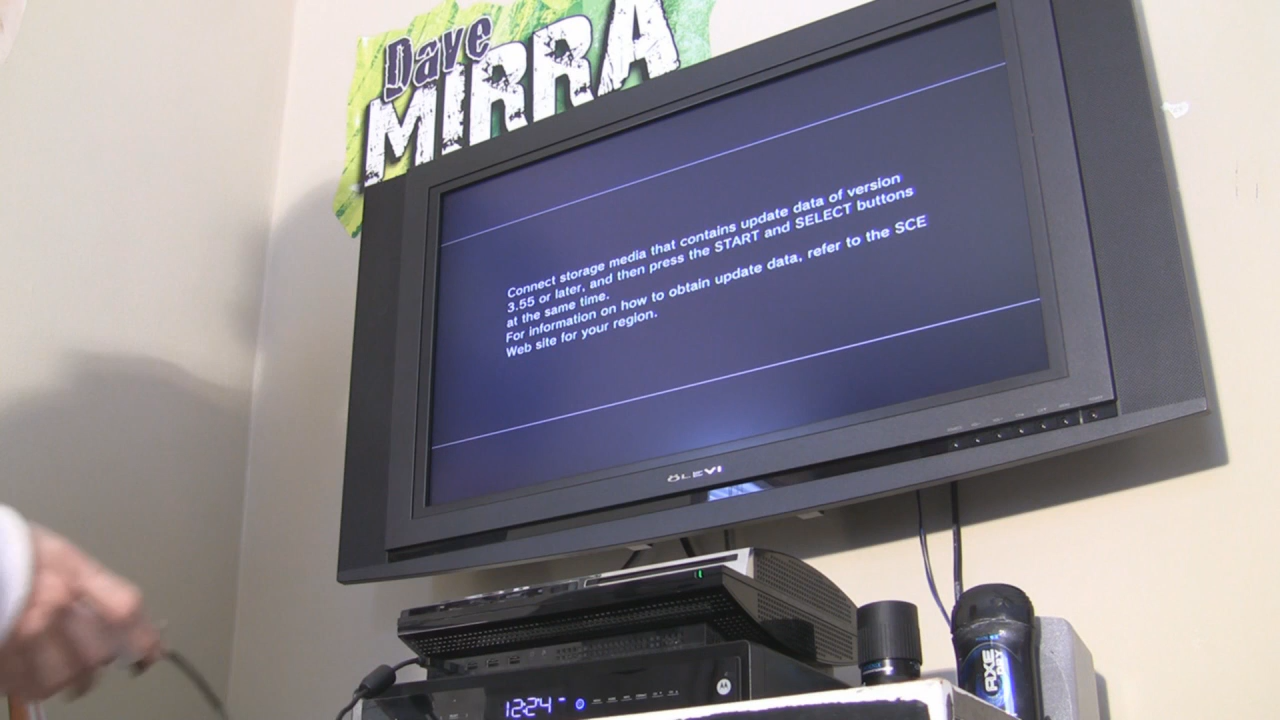 Dave
MIRRA
Connect storage media that contains update data of version
3.55 or later, and then press the START and SELECT buttons
at the same time.
For information on how to obtain update data, refer to the SCE
Web site for your region.
ÖLEVI
12:24
AXE
DRY